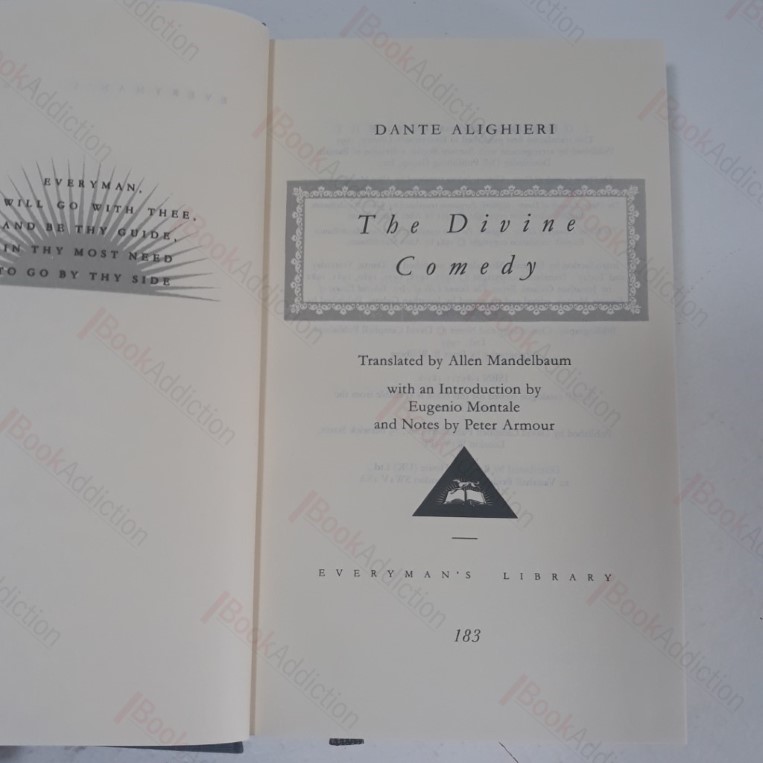 EVERYMAN,
WILL GO WITH THEE,
AND BE THY GUIDE,
IN THY MOST NEED
TO GO BY THY SIDE
DANTE ALIGHIERI
The Divine
Comedy
Translated by Allen Mandelbaum
with an Introduction by
Eugenio Montale
and Notes by Peter Armour
EVERYMAN'S LIBRARY
183
BookAddiction